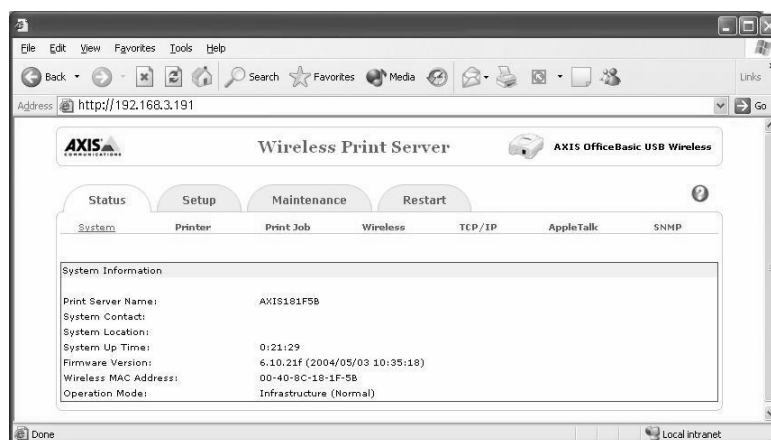 File Edit View Favorites Tools Help
Back Search Favorites Media Links
Address http://192.168.3.191 Go
AXIS COMMUNICATIONS Wireless Print Server AXIS OfficeBasic USB Wireless
Status Setup Maintenance Restart
System Printer Print Job Wireless TCP/IP AppleTalk SNMP
System Information
Print Server Name: AXIS181F5B
System Contact:
System Location:
System Up Time: 0:21:29
Firmware Version: 6.10.21f (2004/05/03 10:35:18)
Wireless MAC Address: 00-40-8C-18-1F-5B
Operation Mode: Infrastructure (Normal)
Done Local intranet